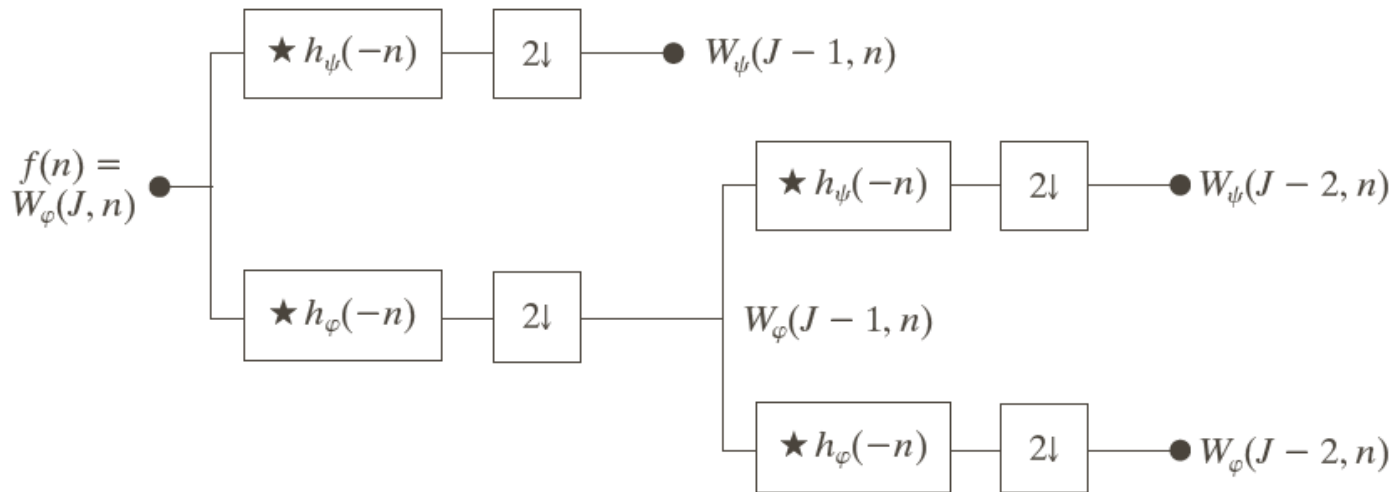 ★ h_ψ(−n)
2↓
W_ψ(J − 1, n)
f(n) =
W_φ(J, n)
★ h_ψ(−n)
2↓
W_ψ(J − 2, n)
★ h_φ(−n)
2↓
W_φ(J − 1, n)
★ h_φ(−n)
2↓
W_φ(J − 2, n)